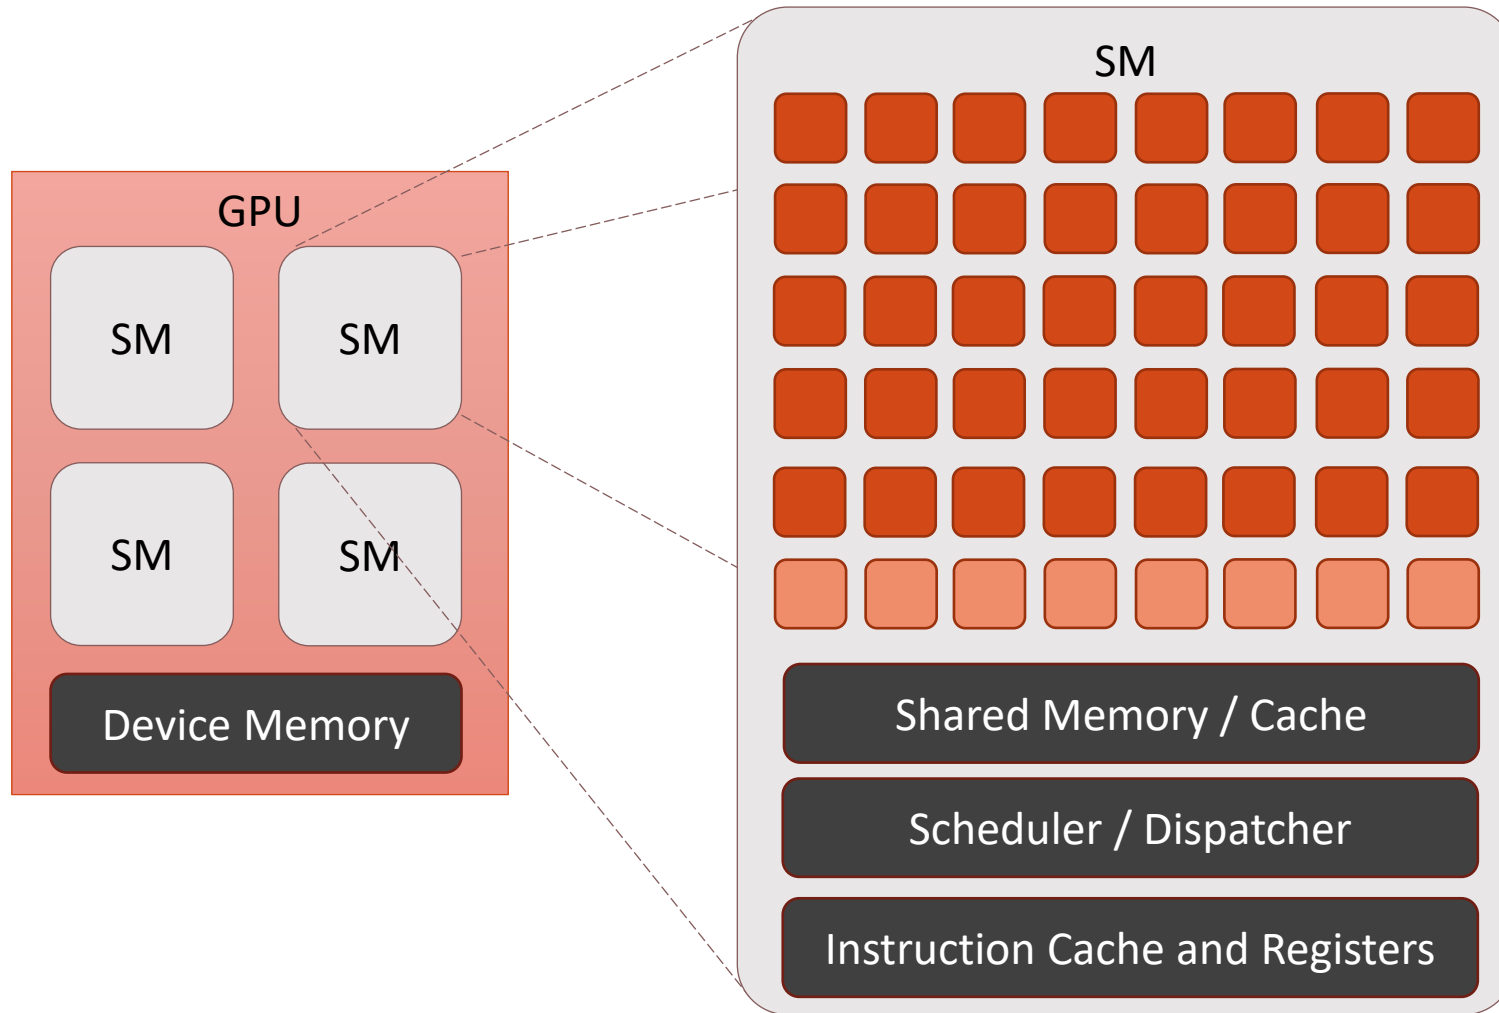 GPU
SM
SM
SM
SM
Device Memory
SM
Shared Memory / Cache
Scheduler / Dispatcher
Instruction Cache and Registers